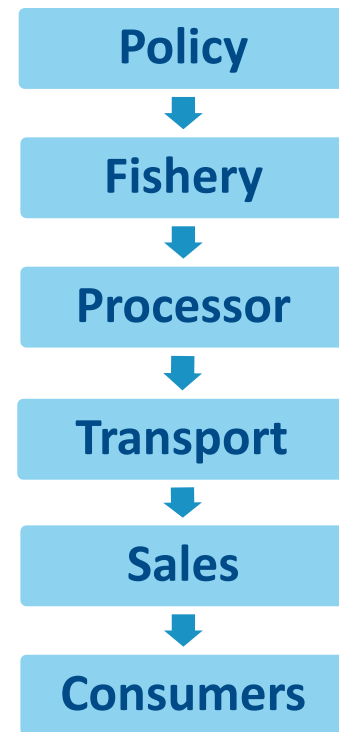 Policy
Fishery
Processor
Transport
Sales
Consumers